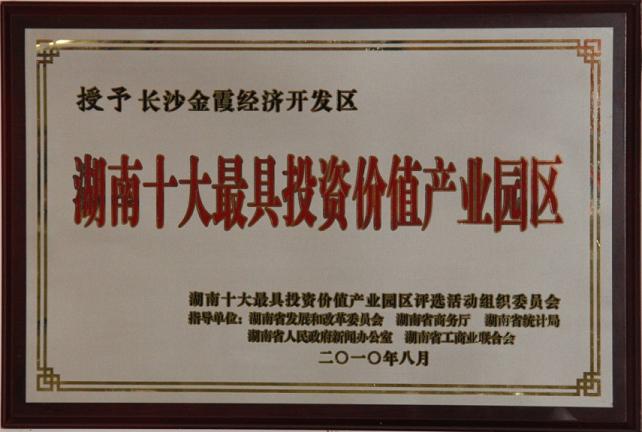 授予 长沙金霞经济开发区
湖南十大最具投资价值产业园区
湖南十大最具投资价值产业园区评选活动组织委员会
指导单位：湖南省发展和改革委员会 湖南省商务厅 湖南省统计局
湖南省人民政府新闻办公室 湖南省工商业联合会
二〇一〇年八月